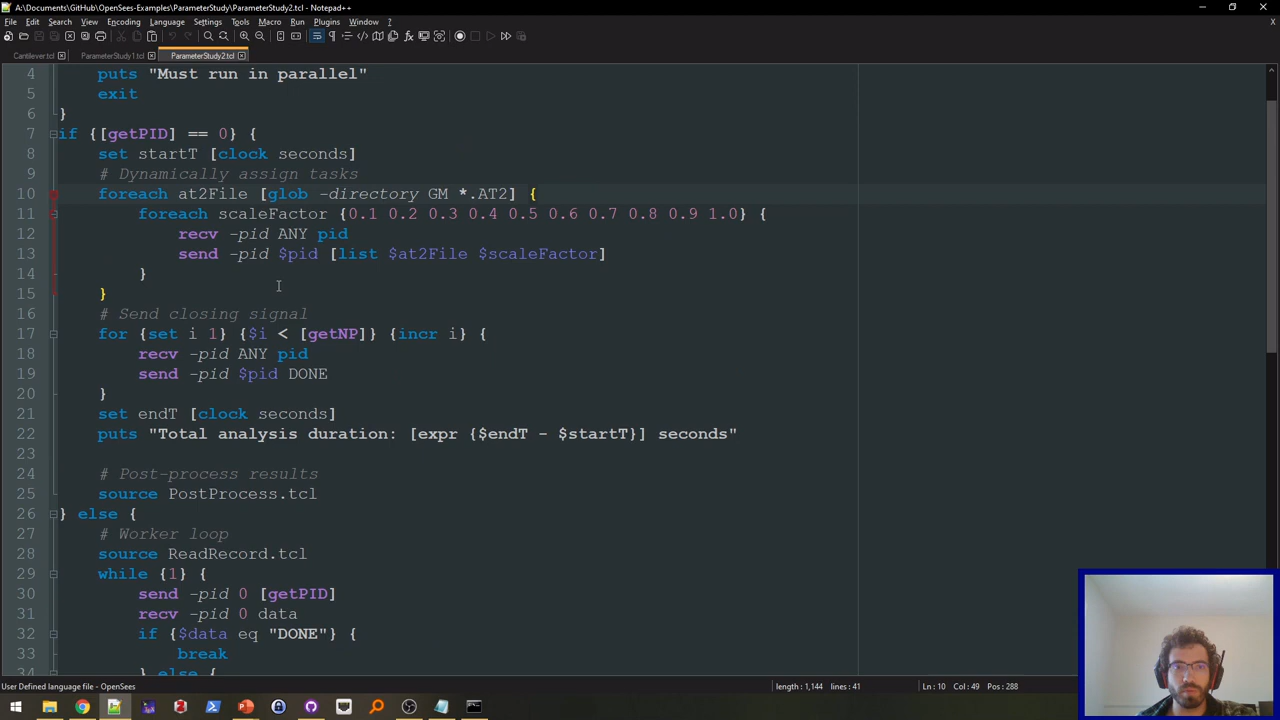 A:\Documents\GitHub\OpenSees-Examples\ParameterStudy\ParameterStudy2.tcl - Notepad++
File Edit Search View Encoding Language Settings Tools Macro Run Plugins Window ?
Cantilever.tcl ParameterStudy1.tcl ParameterStudy2.tcl
4 puts "Must run in parallel"
5 exit
6 }
7 if {[getPID] == 0} {
8 set startT [clock seconds]
9 # Dynamically assign tasks
10 foreach at2File [glob -directory GM *.AT2] {
11 foreach scaleFactor {0.1 0.2 0.3 0.4 0.5 0.6 0.7 0.8 0.9 1.0} {
12 recv -pid ANY pid
13 send -pid $pid [list $at2File $scaleFactor]
14 }
15 }
16 # Send closing signal
17 for {set i 1} {$i < [getNP]} {incr i} {
18 recv -pid ANY pid
19 send -pid $pid DONE
20 }
21 set endT [clock seconds]
22 puts "Total analysis duration: [expr {$endT - $startT}] seconds"
23
24 # Post-process results
25 source PostProcess.tcl
26 } else {
27 # Worker loop
28 source ReadRecord.tcl
29 while {1} {
30 send -pid 0 [getPID]
31 recv -pid 0 data
32 if {$data eq "DONE"} {
33 break
34 } else {
User Defined language file - OpenSees length : 1,144 lines : 41 Ln : 10 Col : 49 Pos : 288